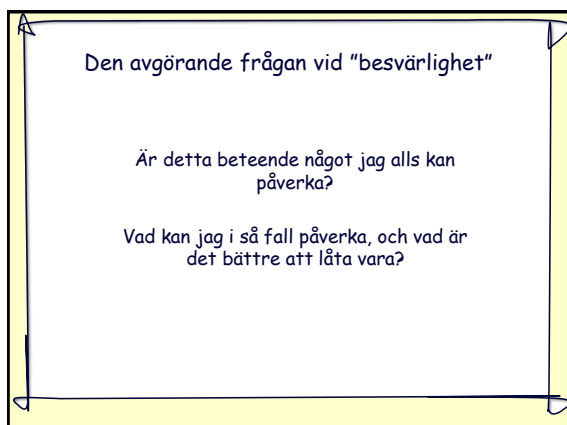 Den avgörande frågan vid ”besvärlighet”
Är detta beteende något jag alls kan
påverka?
Vad kan jag i så fall påverka, och vad är
det bättre att låta vara?